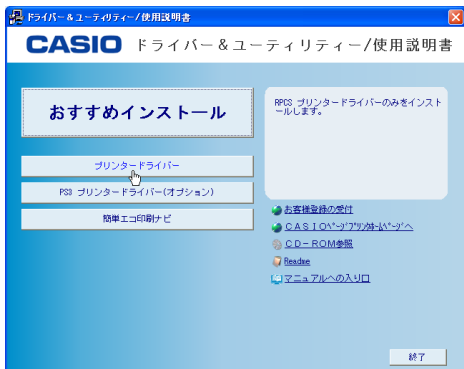 ドライバー & ユーティリティー/使用説明書
CASIO ドライバー＆ユーティリティー/使用説明書
おすすめインストール
RPCS プリンタードライバーのみをインスト
ールします。
プリンタードライバー
PS3 プリンタードライバー(オプション)
簡単エコ印刷ナビ
お客様登録の受付
CASIOﾍﾟｰｼﾞﾌﾟﾘﾝﾀﾎｰﾑﾍﾟｰｼﾞへ
CD-ROM参照
Readme
マニュアルへの入り口
終了